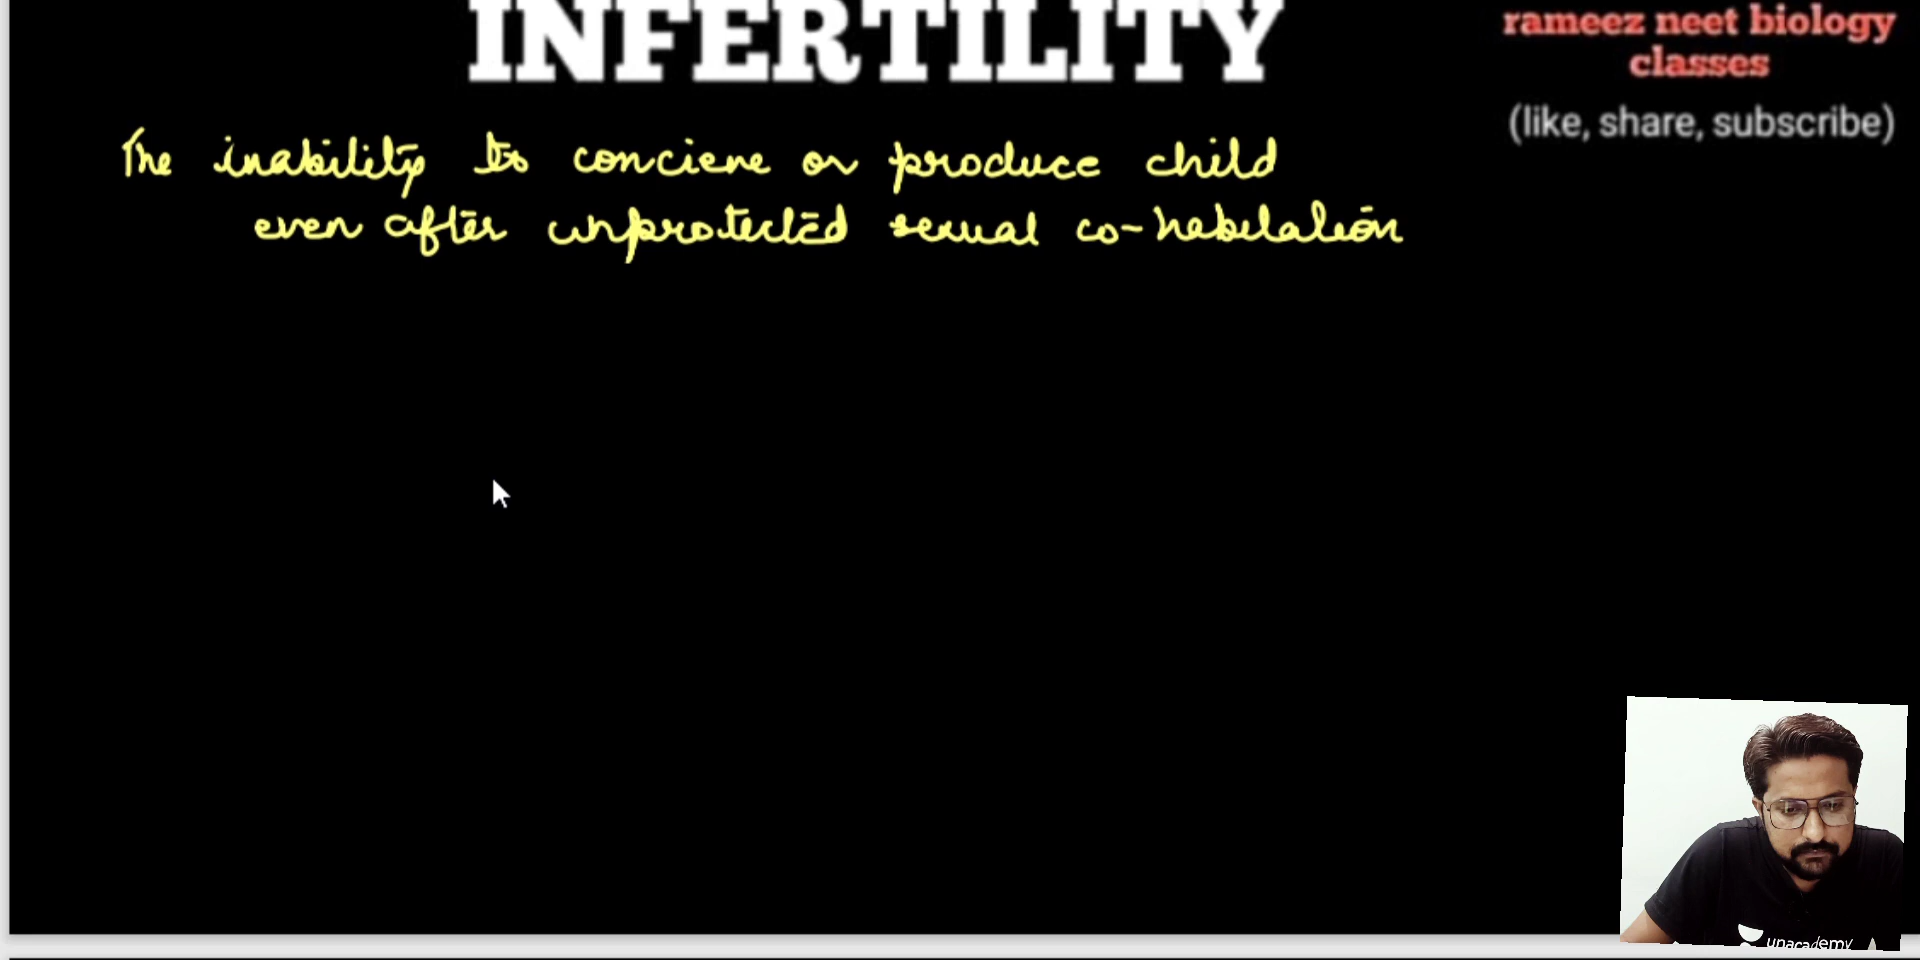 INFERTILITY
rameez neet biology
classes
(like, share, subscribe)
The inability to concieve or produce child
even after unprotected sexual co-habitation
unacademy